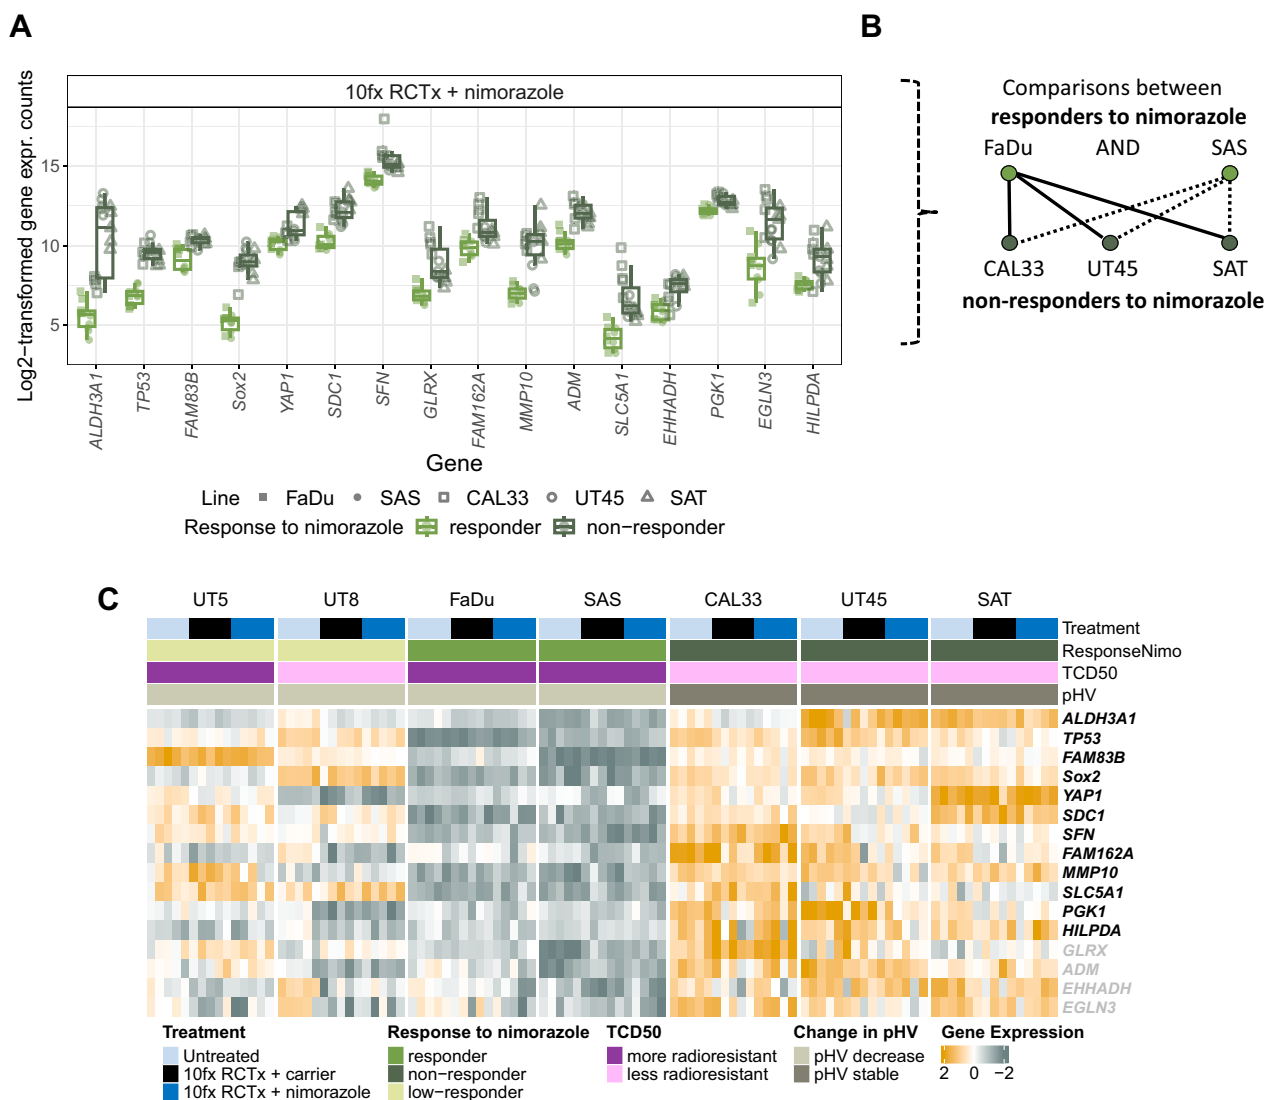 A
B
10fx RCTx + nimorazole
Log2−transformed gene expr. counts
15
10
5
ALDH3A1
TP53
FAM83B
Sox2
YAP1
SDC1
SFN
GLRX
FAM162A
MMP10
ADM
SLC5A1
EHHADH
PGK1
EGLN3
HILPDA
Gene
Line FaDu SAS CAL33 UT45 SAT
Response to nimorazole responder non−responder
Comparisons between
responders to nimorazole
FaDu AND SAS
CAL33 UT45 SAT
non-responders to nimorazole
C
UT5 UT8 FaDu SAS CAL33 UT45 SAT
Treatment
ResponseNimo
TCD50
pHV
ALDH3A1
TP53
FAM83B
Sox2
YAP1
SDC1
SFN
FAM162A
MMP10
SLC5A1
PGK1
HILPDA
GLRX
ADM
EHHADH
EGLN3
Treatment
Untreated
10fx RCTx + carrier
10fx RCTx + nimorazole
Response to nimorazole
responder
non−responder
low−responder
TCD50
more radioresistant
less radioresistant
Change in pHV
pHV decrease
pHV stable
Gene Expression
2 0 −2